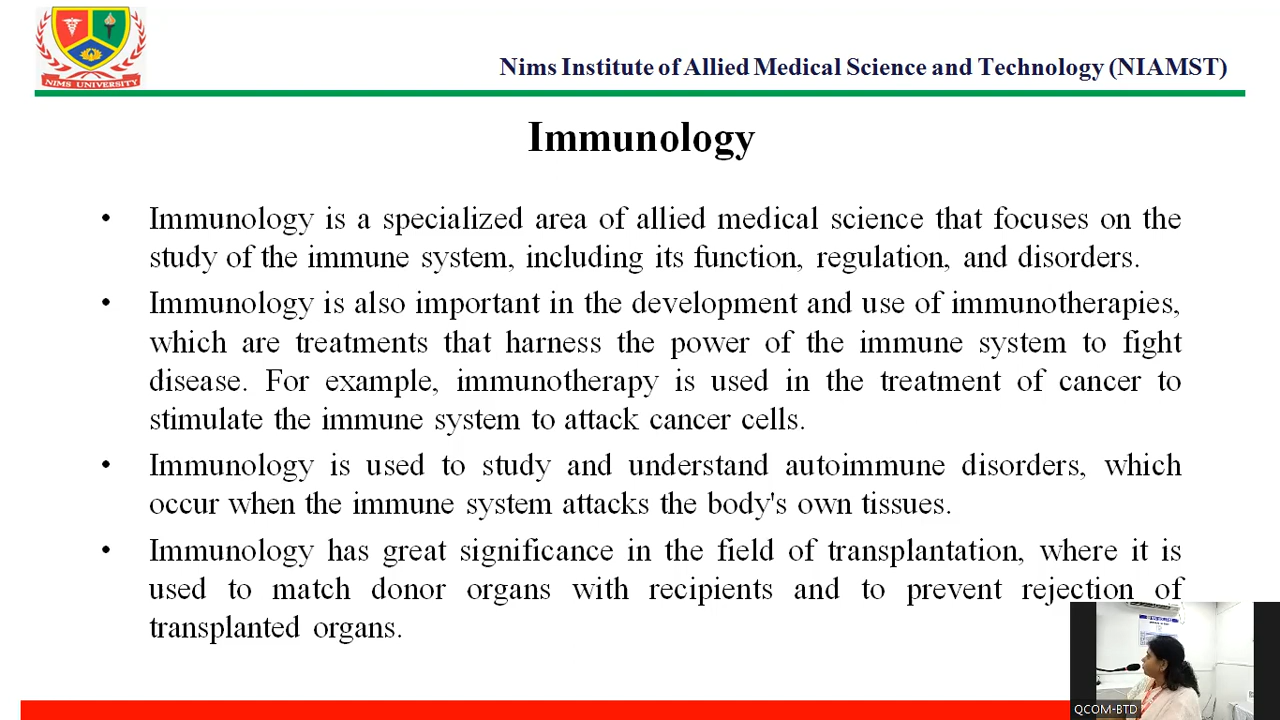 NIMS UNIVERSITY
Nims Institute of Allied Medical Science and Technology (NIAMST)
Immunology
• Immunology is a specialized area of allied medical science that focuses on the
study of the immune system, including its function, regulation, and disorders.
• Immunology is also important in the development and use of immunotherapies,
which are treatments that harness the power of the immune system to fight
disease. For example, immunotherapy is used in the treatment of cancer to
stimulate the immune system to attack cancer cells.
• Immunology is used to study and understand autoimmune disorders, which
occur when the immune system attacks the body's own tissues.
• Immunology has great significance in the field of transplantation, where it is
used to match donor organs with recipients and to prevent rejection of
transplanted organs.
QCOM-BTD